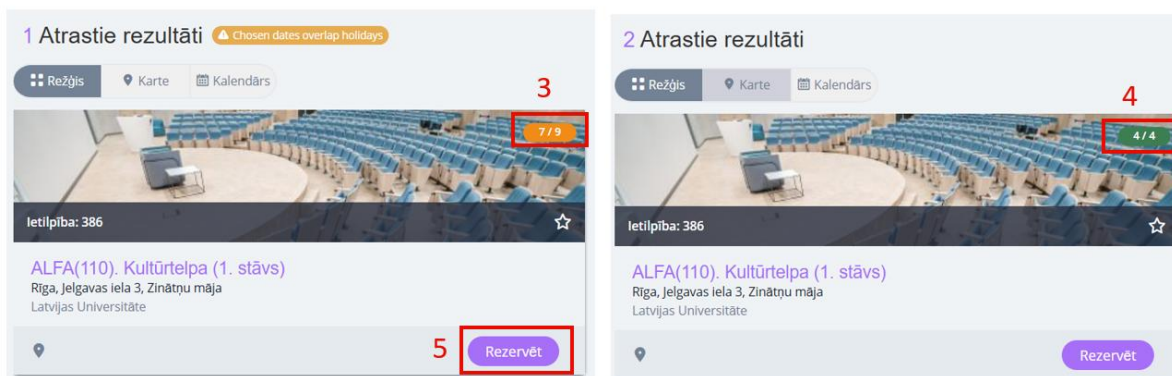 1 Atrastie rezultāti Chosen dates overlap holidays
Režģis Karte Kalendārs
3
7 / 9
Ietilpība: 386
ALFA(110). Kultūrtelpa (1. stāvs)
Rīga, Jelgavas iela 3, Zinātņu māja
Latvijas Universitāte
5 Rezervēt
2 Atrastie rezultāti
Režģis Karte Kalendārs
4
4 / 4
Ietilpība: 386
ALFA(110). Kultūrtelpa (1. stāvs)
Rīga, Jelgavas iela 3, Zinātņu māja
Latvijas Universitāte
Rezervēt